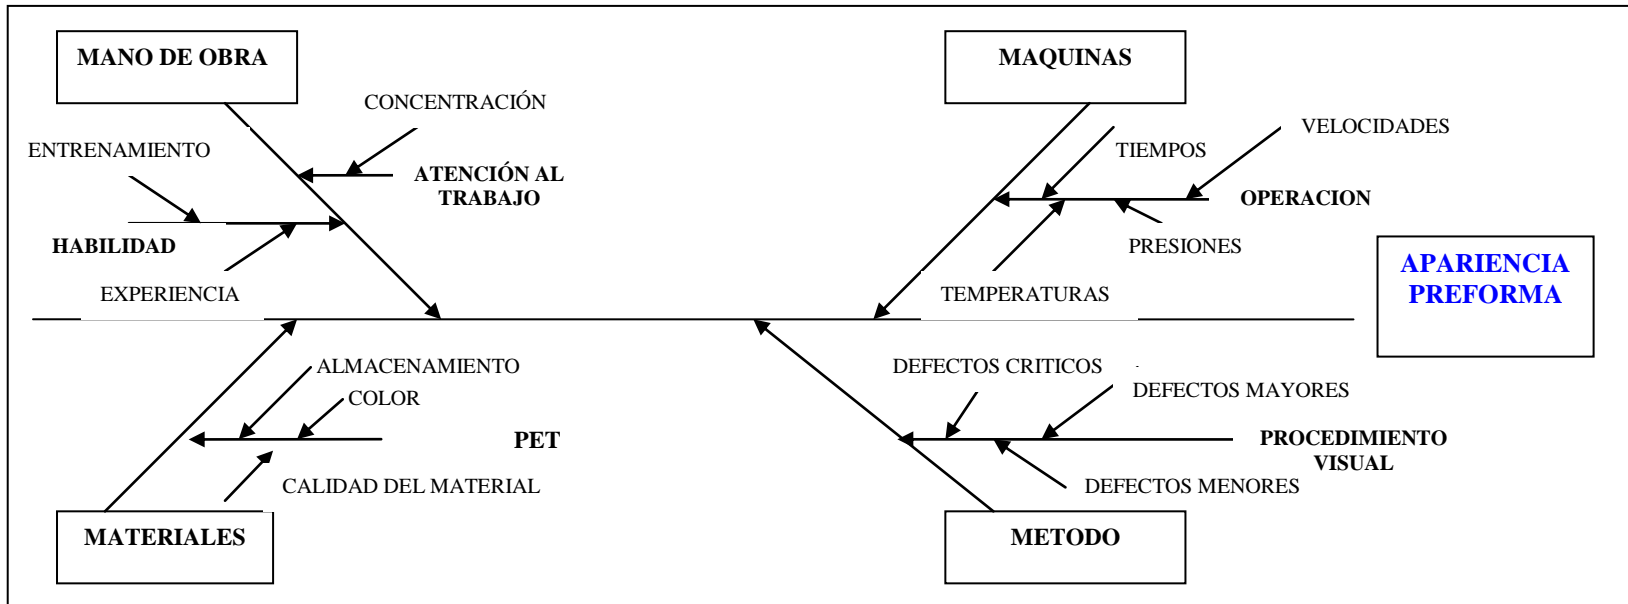 MANO DE OBRA
MAQUINAS
CONCENTRACIÓN
VELOCIDADES
ENTRENAMIENTO
TIEMPOS
ATENCIÓN AL
TRABAJO
OPERACION
HABILIDAD
PRESIONES
EXPERIENCIA
TEMPERATURAS
APARIENCIA
PREFORMA
ALMACENAMIENTO
DEFECTOS CRITICOS
COLOR
DEFECTOS MAYORES
PET
PROCEDIMIENTO
VISUAL
CALIDAD DEL MATERIAL
DEFECTOS MENORES
MATERIALES
METODO